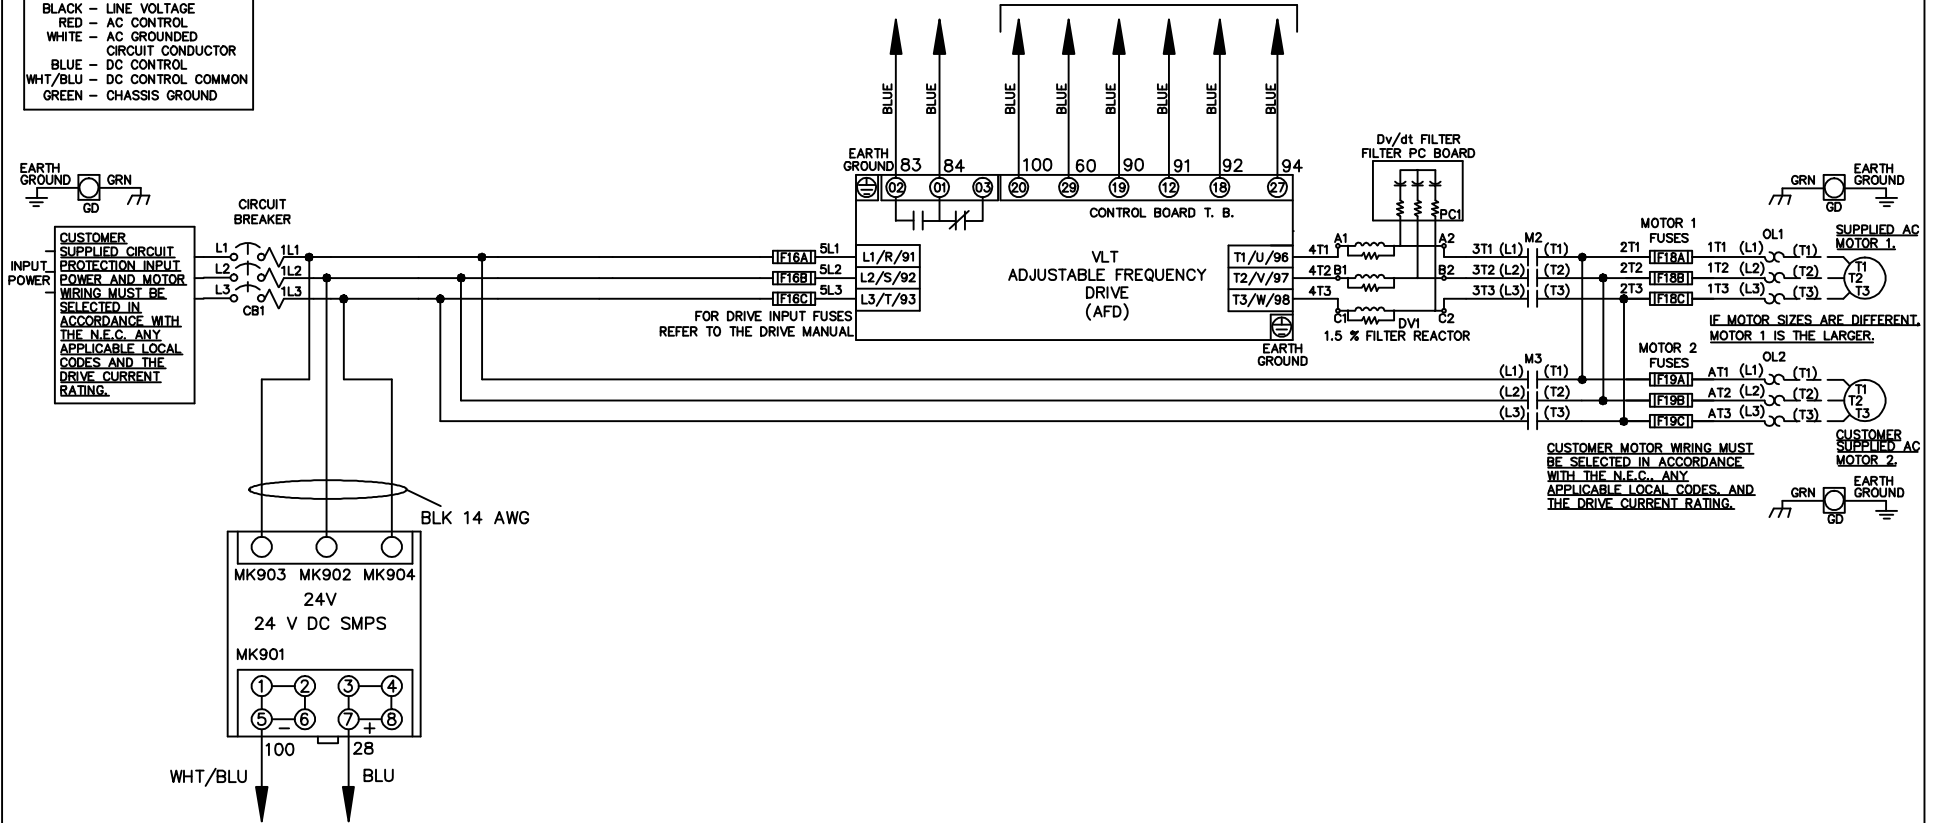 BLACK – LINE VOLTAGE
RED – AC CONTROL
WHITE – AC GROUNDED
CIRCUIT CONDUCTOR
BLUE – DC CONTROL
WHT/BLU – DC CONTROL COMMON
GREEN – CHASSIS GROUND
EARTH
GROUND
GRN
GD
CUSTOMER
SUPPLIED CIRCUIT
PROTECTION INPUT
POWER AND MOTOR
WIRING MUST BE
SELECTED IN
ACCORDANCE WITH
THE N.E.C. ANY
APPLICABLE LOCAL
CODES AND THE
DRIVE CURRENT
RATING.
INPUT
POWER
CIRCUIT
BREAKER
L1 1L1
L2 1L2
L3 1L3
CB1
BLK 14 AWG
MK903 MK902 MK904
24V
24 V DC SMPS
MK901
1 2 3 4
5 – 6 7 + 8
100 28
WHT/BLU BLU
BLUE BLUE BLUE BLUE BLUE BLUE BLUE BLUE
EARTH
GROUND
83 84 100 60 90 91 92 94
02 01 03 20 29 19 12 18 27
CONTROL BOARD T. B.
F16A 5L1 L1/R/91
F16B 5L2 L2/S/92
F16C 5L3 L3/T/93
FOR DRIVE INPUT FUSES
REFER TO THE DRIVE MANUAL
VLT
ADJUSTABLE FREQUENCY
DRIVE
(AFD)
T1/U/96 4T1
T2/V/97 4T2
T3/W/98 4T3
EARTH
GROUND
Dv/dt FILTER
FILTER PC BOARD
PC1
A1 A2
B1 B2
C1 C2
DV1
1.5 % FILTER REACTOR
M2
3T1 (L1) (T1)
3T2 (L2) (T2)
3T3 (L3) (T3)
MOTOR 1
FUSES
2T1 F18A 1T1 (L1) (T1)
2T2 F18B 1T2 (L2) (T2)
2T3 F18C 1T3 (L3) (T3)
OL1
GRN
GD
EARTH
GROUND
SUPPLIED AC
MOTOR 1.
T1
T2
T3
IF MOTOR SIZES ARE DIFFERENT,
MOTOR 1 IS THE LARGER.
M3
(L1) (T1)
(L2) (T2)
(L3) (T3)
MOTOR 2
FUSES
F19A AT1 (L1) (T1)
F19B AT2 (L2) (T2)
F19C AT3 (L3) (T3)
OL2
T1
T2
T3
CUSTOMER
SUPPLIED AC
MOTOR 2.
CUSTOMER MOTOR WIRING MUST
BE SELECTED IN ACCORDANCE
WITH THE N.E.C., ANY
APPLICABLE LOCAL CODES, AND
THE DRIVE CURRENT RATING.
GRN
GD
EARTH
GROUND